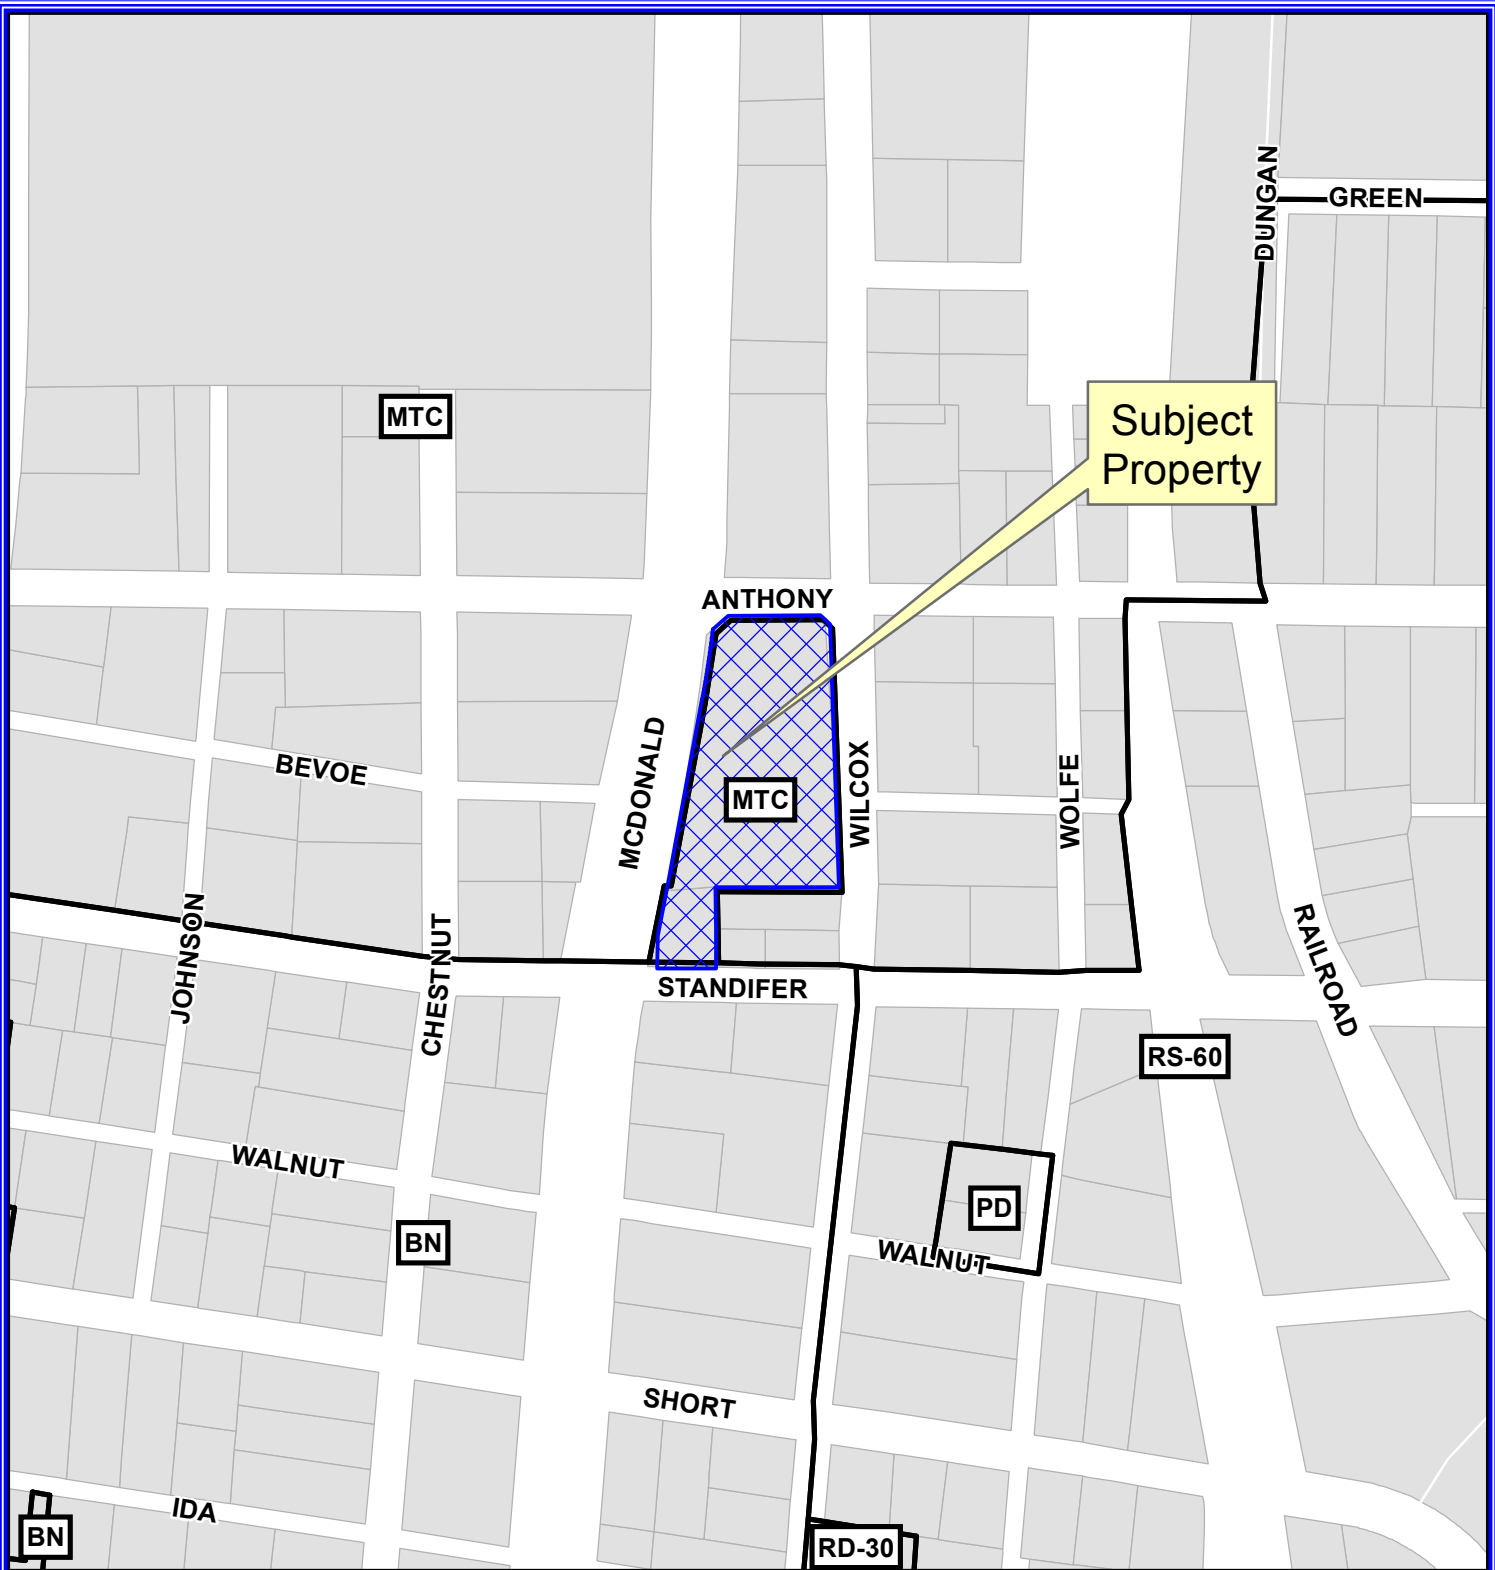 DUNGAN
GREEN
MTC
Subject
Property
ANTHONY
MCDONALD
BEVOE
MTC
WILCOX
WOLFE
JOHNSON
CHESTNUT
RAILROAD
STANDIFER
RS-60
WALNUT
PD
BN
WALNUT
SHORT
IDA
BN
RD-30